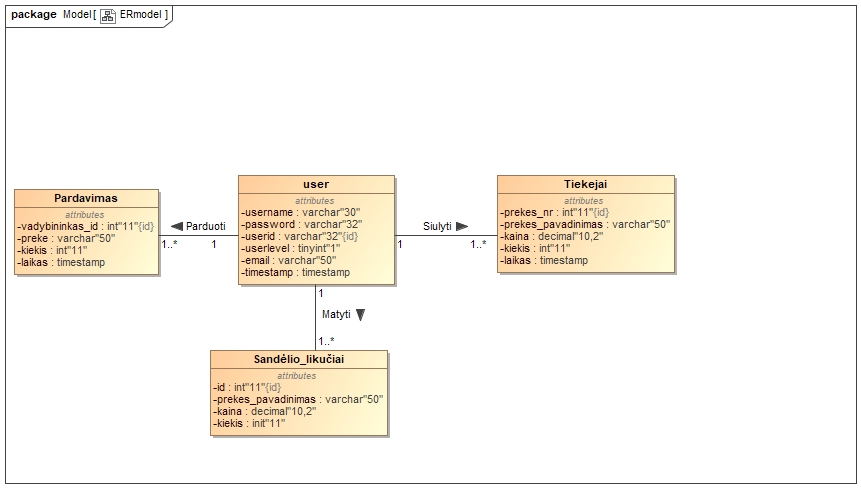 package Model[ ERmodel ]
Pardavimas
attributes
-vadybininkas_id : int"11"{id}
-preke : varchar"50"
-kiekis : int"11"
-laikas : timestamp
Parduoti
1..*
1
user
attributes
-username : varchar"30"
-password : varchar"32"
-userid : varchar"32"{id}
-userlevel : tinyint"1"
-email : varchar"50"
-timestamp : timestamp
Siulyti
1
1..*
Tiekejai
attributes
-prekes_nr : int"11"{id}
-prekes_pavadinimas : varchar"50"
-kaina : decimal"10,2"
-kiekis : int"11"
-laikas : timestamp
1
Matyti
1..*
Sandėlio_likučiai
attributes
-id : int"11"{id}
-prekes_pavadinimas : varchar"50"
-kaina : decimal"10,2"
-kiekis : init"11"